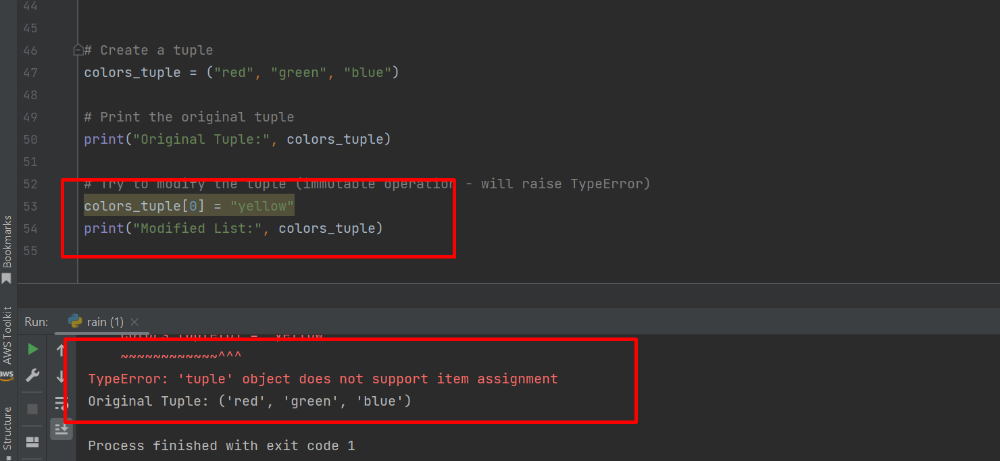 44
45
46 # Create a tuple
47 colors_tuple = ("red", "green", "blue")
48
49 # Print the original tuple
50 print("Original Tuple:", colors_tuple)
51
52 # Try to modify the tuple (immutable operation - will raise TypeError)
53 colors_tuple[0] = "yellow"
54 print("Modified List:", colors_tuple)
55
Bookmarks
AWS Toolkit
aws
Structure
Run: rain (1)
~~~~~~~~~~~~^^^
TypeError: 'tuple' object does not support item assignment
Original Tuple: ('red', 'green', 'blue')
Process finished with exit code 1